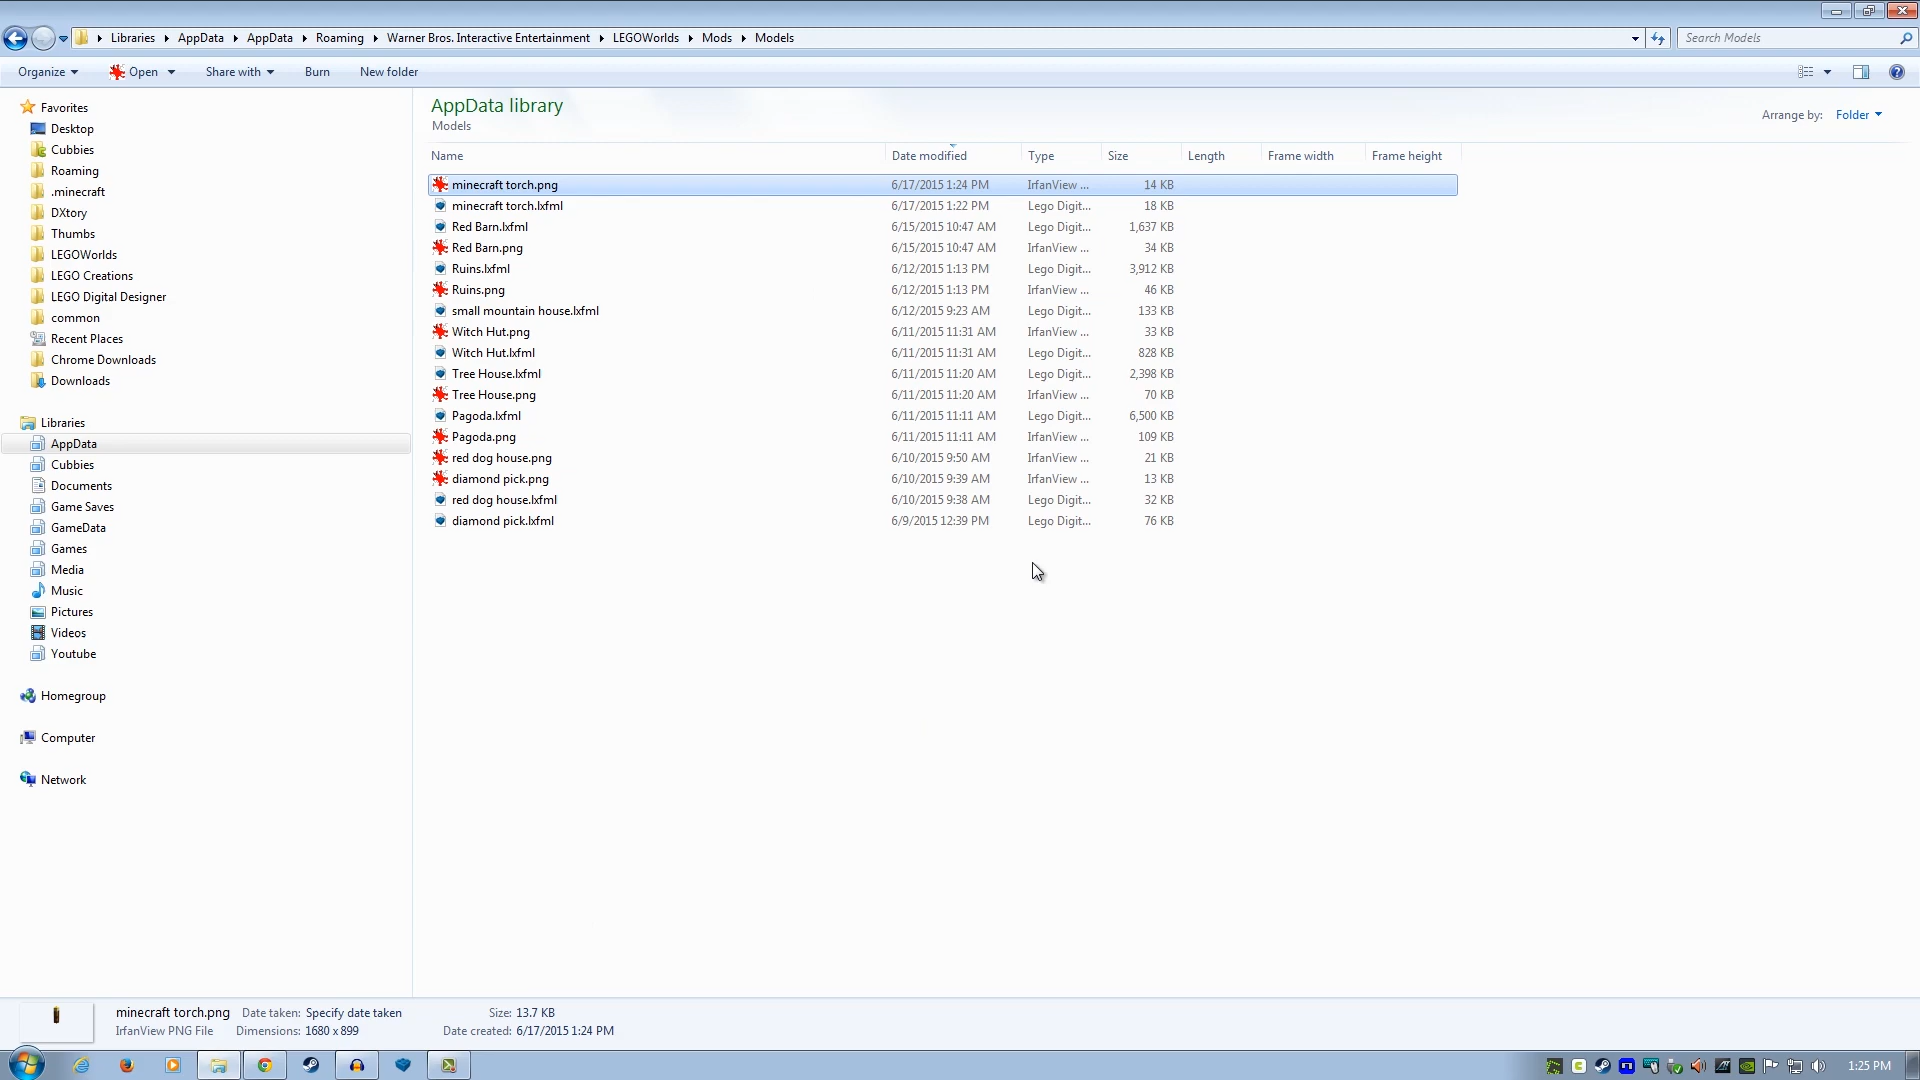 Libraries AppData AppData Roaming Warner Bros. Interactive Entertainment LEGOWorlds Mods Models Search Models
Organize Open Share with Burn New folder
Favorites
Desktop
Cubbies
Roaming
.minecraft
DXtory
Thumbs
LEGOWorlds
LEGO Creations
LEGO Digital Designer
common
Recent Places
Chrome Downloads
Downloads
Libraries
AppData
Cubbies
Documents
Game Saves
GameData
Games
Media
Music
Pictures
Videos
Youtube
Homegroup
Computer
Network
AppData library
Models
Arrange by: Folder
Name Date modified Type Size Length Frame width Frame height
minecraft torch.png 6/17/2015 1:24 PM IrfanView ... 14 KB
minecraft torch.lxfml 6/17/2015 1:22 PM Lego Digit... 18 KB
Red Barn.lxfml 6/15/2015 10:47 AM Lego Digit... 1,637 KB
Red Barn.png 6/15/2015 10:47 AM IrfanView ... 34 KB
Ruins.lxfml 6/12/2015 1:13 PM Lego Digit... 3,912 KB
Ruins.png 6/12/2015 1:13 PM IrfanView ... 46 KB
small mountain house.lxfml 6/12/2015 9:23 AM Lego Digit... 133 KB
Witch Hut.png 6/11/2015 11:31 AM IrfanView ... 33 KB
Witch Hut.lxfml 6/11/2015 11:31 AM Lego Digit... 828 KB
Tree House.lxfml 6/11/2015 11:20 AM Lego Digit... 2,398 KB
Tree House.png 6/11/2015 11:20 AM IrfanView ... 70 KB
Pagoda.lxfml 6/11/2015 11:11 AM Lego Digit... 6,500 KB
Pagoda.png 6/11/2015 11:11 AM IrfanView ... 109 KB
red dog house.png 6/10/2015 9:50 AM IrfanView ... 21 KB
diamond pick.png 6/10/2015 9:39 AM IrfanView ... 13 KB
red dog house.lxfml 6/10/2015 9:38 AM Lego Digit... 32 KB
diamond pick.lxfml 6/9/2015 12:39 PM Lego Digit... 76 KB
minecraft torch.png Date taken: Specify date taken Size: 13.7 KB
IrfanView PNG File Dimensions: 1680 x 899 Date created: 6/17/2015 1:24 PM
1:25 PM